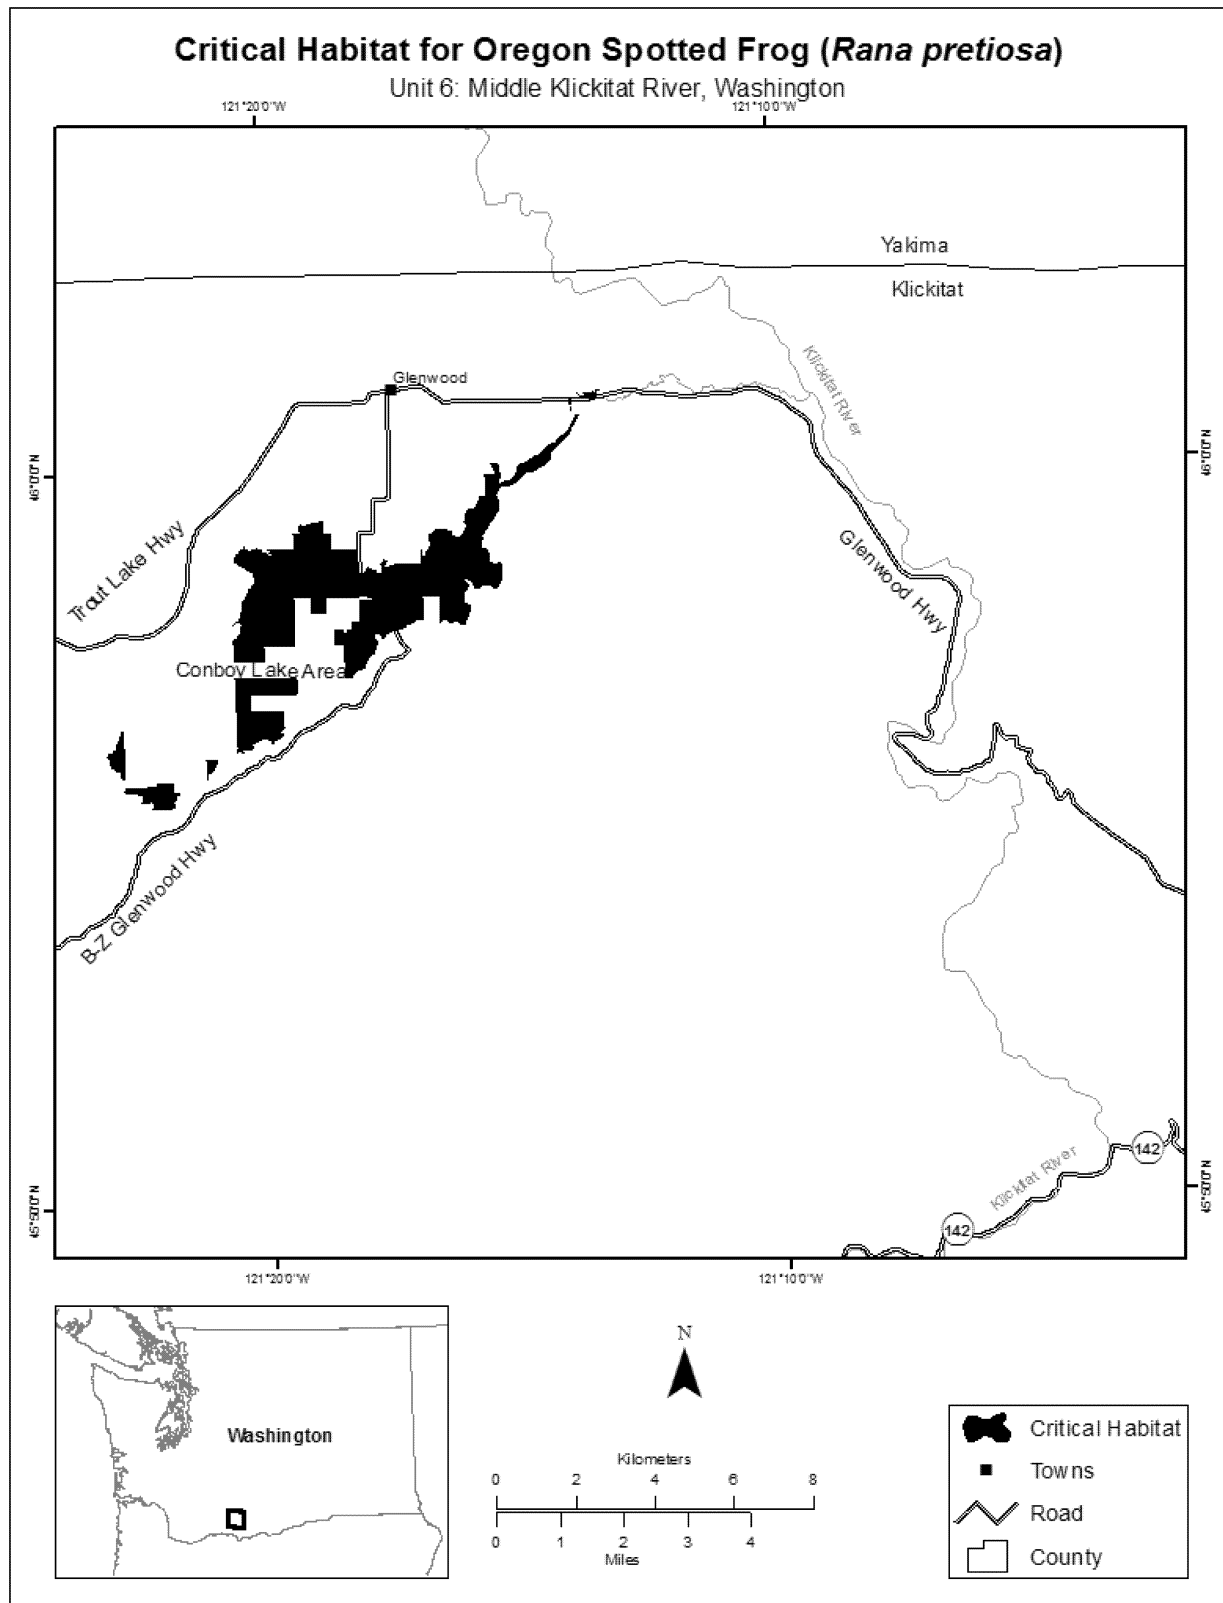 Critical Habitat for Oregon Spotted Frog (Rana pretiosa)
Unit 6: Middle Klickitat River, Washington
121°20'0"W
121°10'0"W
Yakima
Klickitat
Klickitat River
Glenwood
46°0'0"N
46°0'0"N
Trout Lake Hwy
Glenwood Hwy
Conboy Lake Area
B-Z Glenwood Hwy
142
Klickitat River
142
45°50'0"N
45°50'0"N
121°20'0"W
121°10'0"W
Washington
N
Kilometers
0 2 4 6 8
0 1 2 3 4
Miles
Critical Habitat
Towns
Road
County